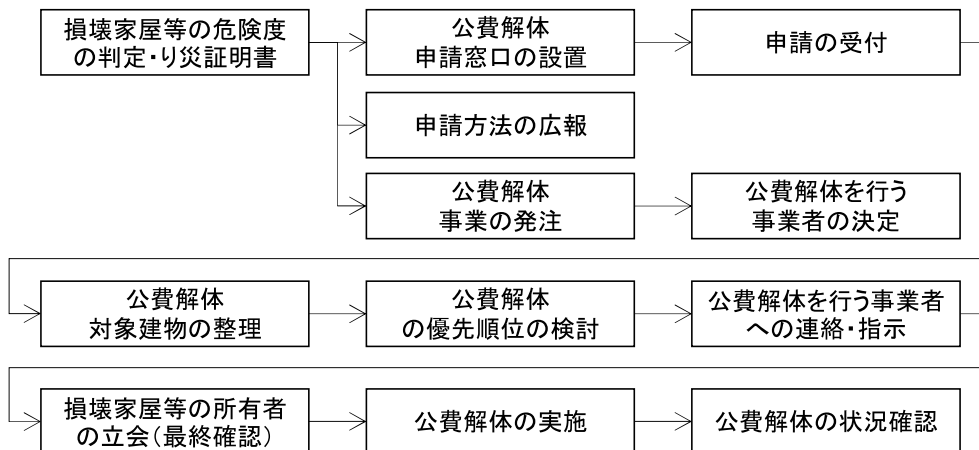 損壊家屋等の危険度
の判定・り災証明書
公費解体
申請窓口の設置
申請の受付
申請方法の広報
公費解体
事業の発注
公費解体を行う
事業者の決定
公費解体
対象建物の整理
公費解体
の優先順位の検討
公費解体を行う事業者
への連絡・指示
損壊家屋等の所有者
の立会(最終確認)
公費解体の実施
公費解体の状況確認